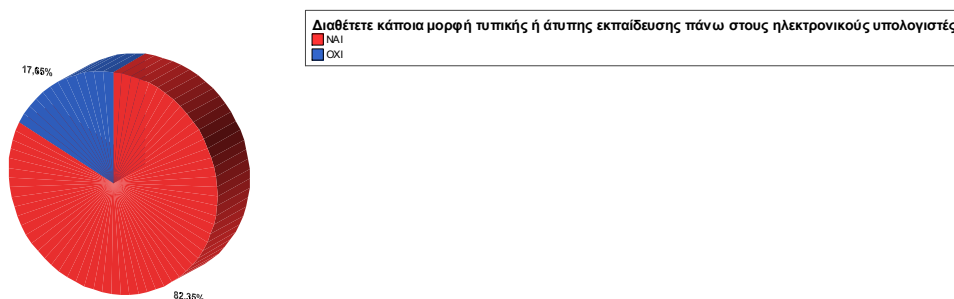 Διαθέτετε κάποια μορφή τυπικής ή άτυπης εκπαίδευσης πάνω στους ηλεκτρονικούς υπολογιστές
ΝΑΙ
ΟΧΙ
17,65%
82,35%